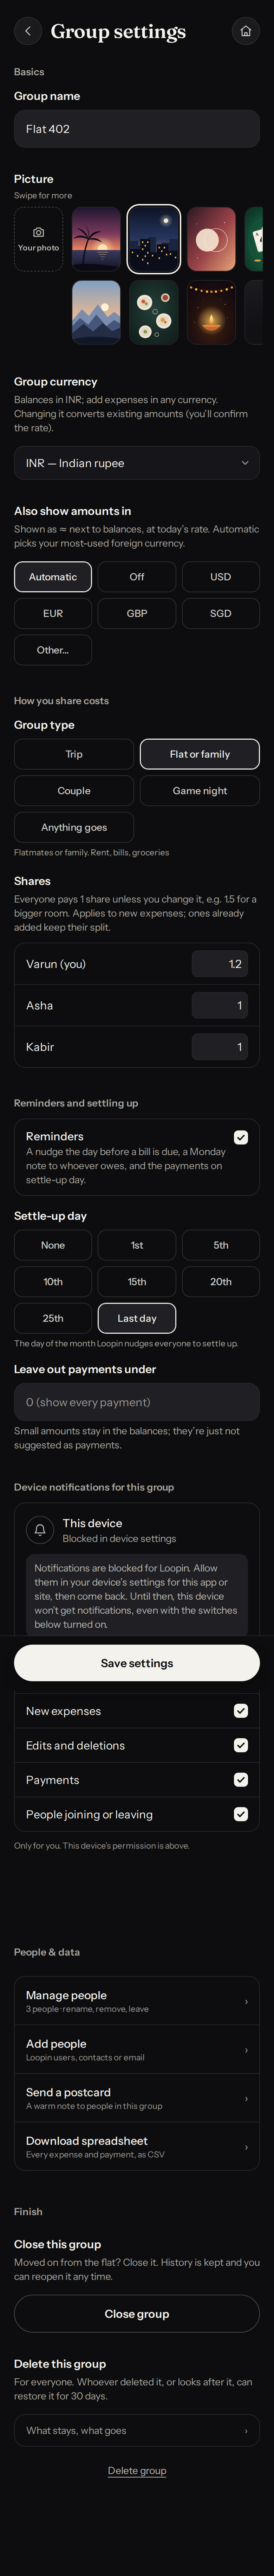 Group settings
Basics
Group name
Flat 402
Picture
Swipe for more
Your photo
Group currency
Balances in INR; add expenses in any currency.
Changing it converts existing amounts (you'll confirm
the rate).
INR — Indian rupee
Also show amounts in
Shown as ≈ next to balances, at today's rate. Automatic
picks your most-used foreign currency.
Automatic
Off
USD
EUR
GBP
SGD
Other…
How you share costs
Group type
Trip
Flat or family
Couple
Game night
Anything goes
Flatmates or family. Rent, bills, groceries
Shares
Everyone pays 1 share unless you change it, e.g. 1.5 for a
bigger room. Applies to new expenses; ones already
added keep their split.
Varun (you)
1.2
Asha
1
Kabir
1
Reminders and settling up
Reminders
A nudge the day before a bill is due, a Monday
note to whoever owes, and the payments on
settle-up day.
Settle-up day
None
1st
5th
10th
15th
20th
25th
Last day
The day of the month Loopin nudges everyone to settle up.
Leave out payments under
0 (show every payment)
Small amounts stay in the balances; they're just not
suggested as payments.
Device notifications for this group
This device
Blocked in device settings
Notifications are blocked for Loopin. Allow
them in your device's settings for this app or
site, then come back. Until then, this device
won't get notifications, even with the switches
below turned on.
Save settings
New expenses
Edits and deletions
Payments
People joining or leaving
Only for you. This device's permission is above.
People & data
Manage people
3 people · rename, remove, leave
Add people
Loopin users, contacts or email
Send a postcard
A warm note to people in this group
Download spreadsheet
Every expense and payment, as CSV
Finish
Close this group
Moved on from the flat? Close it. History is kept and you
can reopen it any time.
Close group
Delete this group
For everyone. Whoever deleted it, or looks after it, can
restore it for 30 days.
What stays, what goes
Delete group